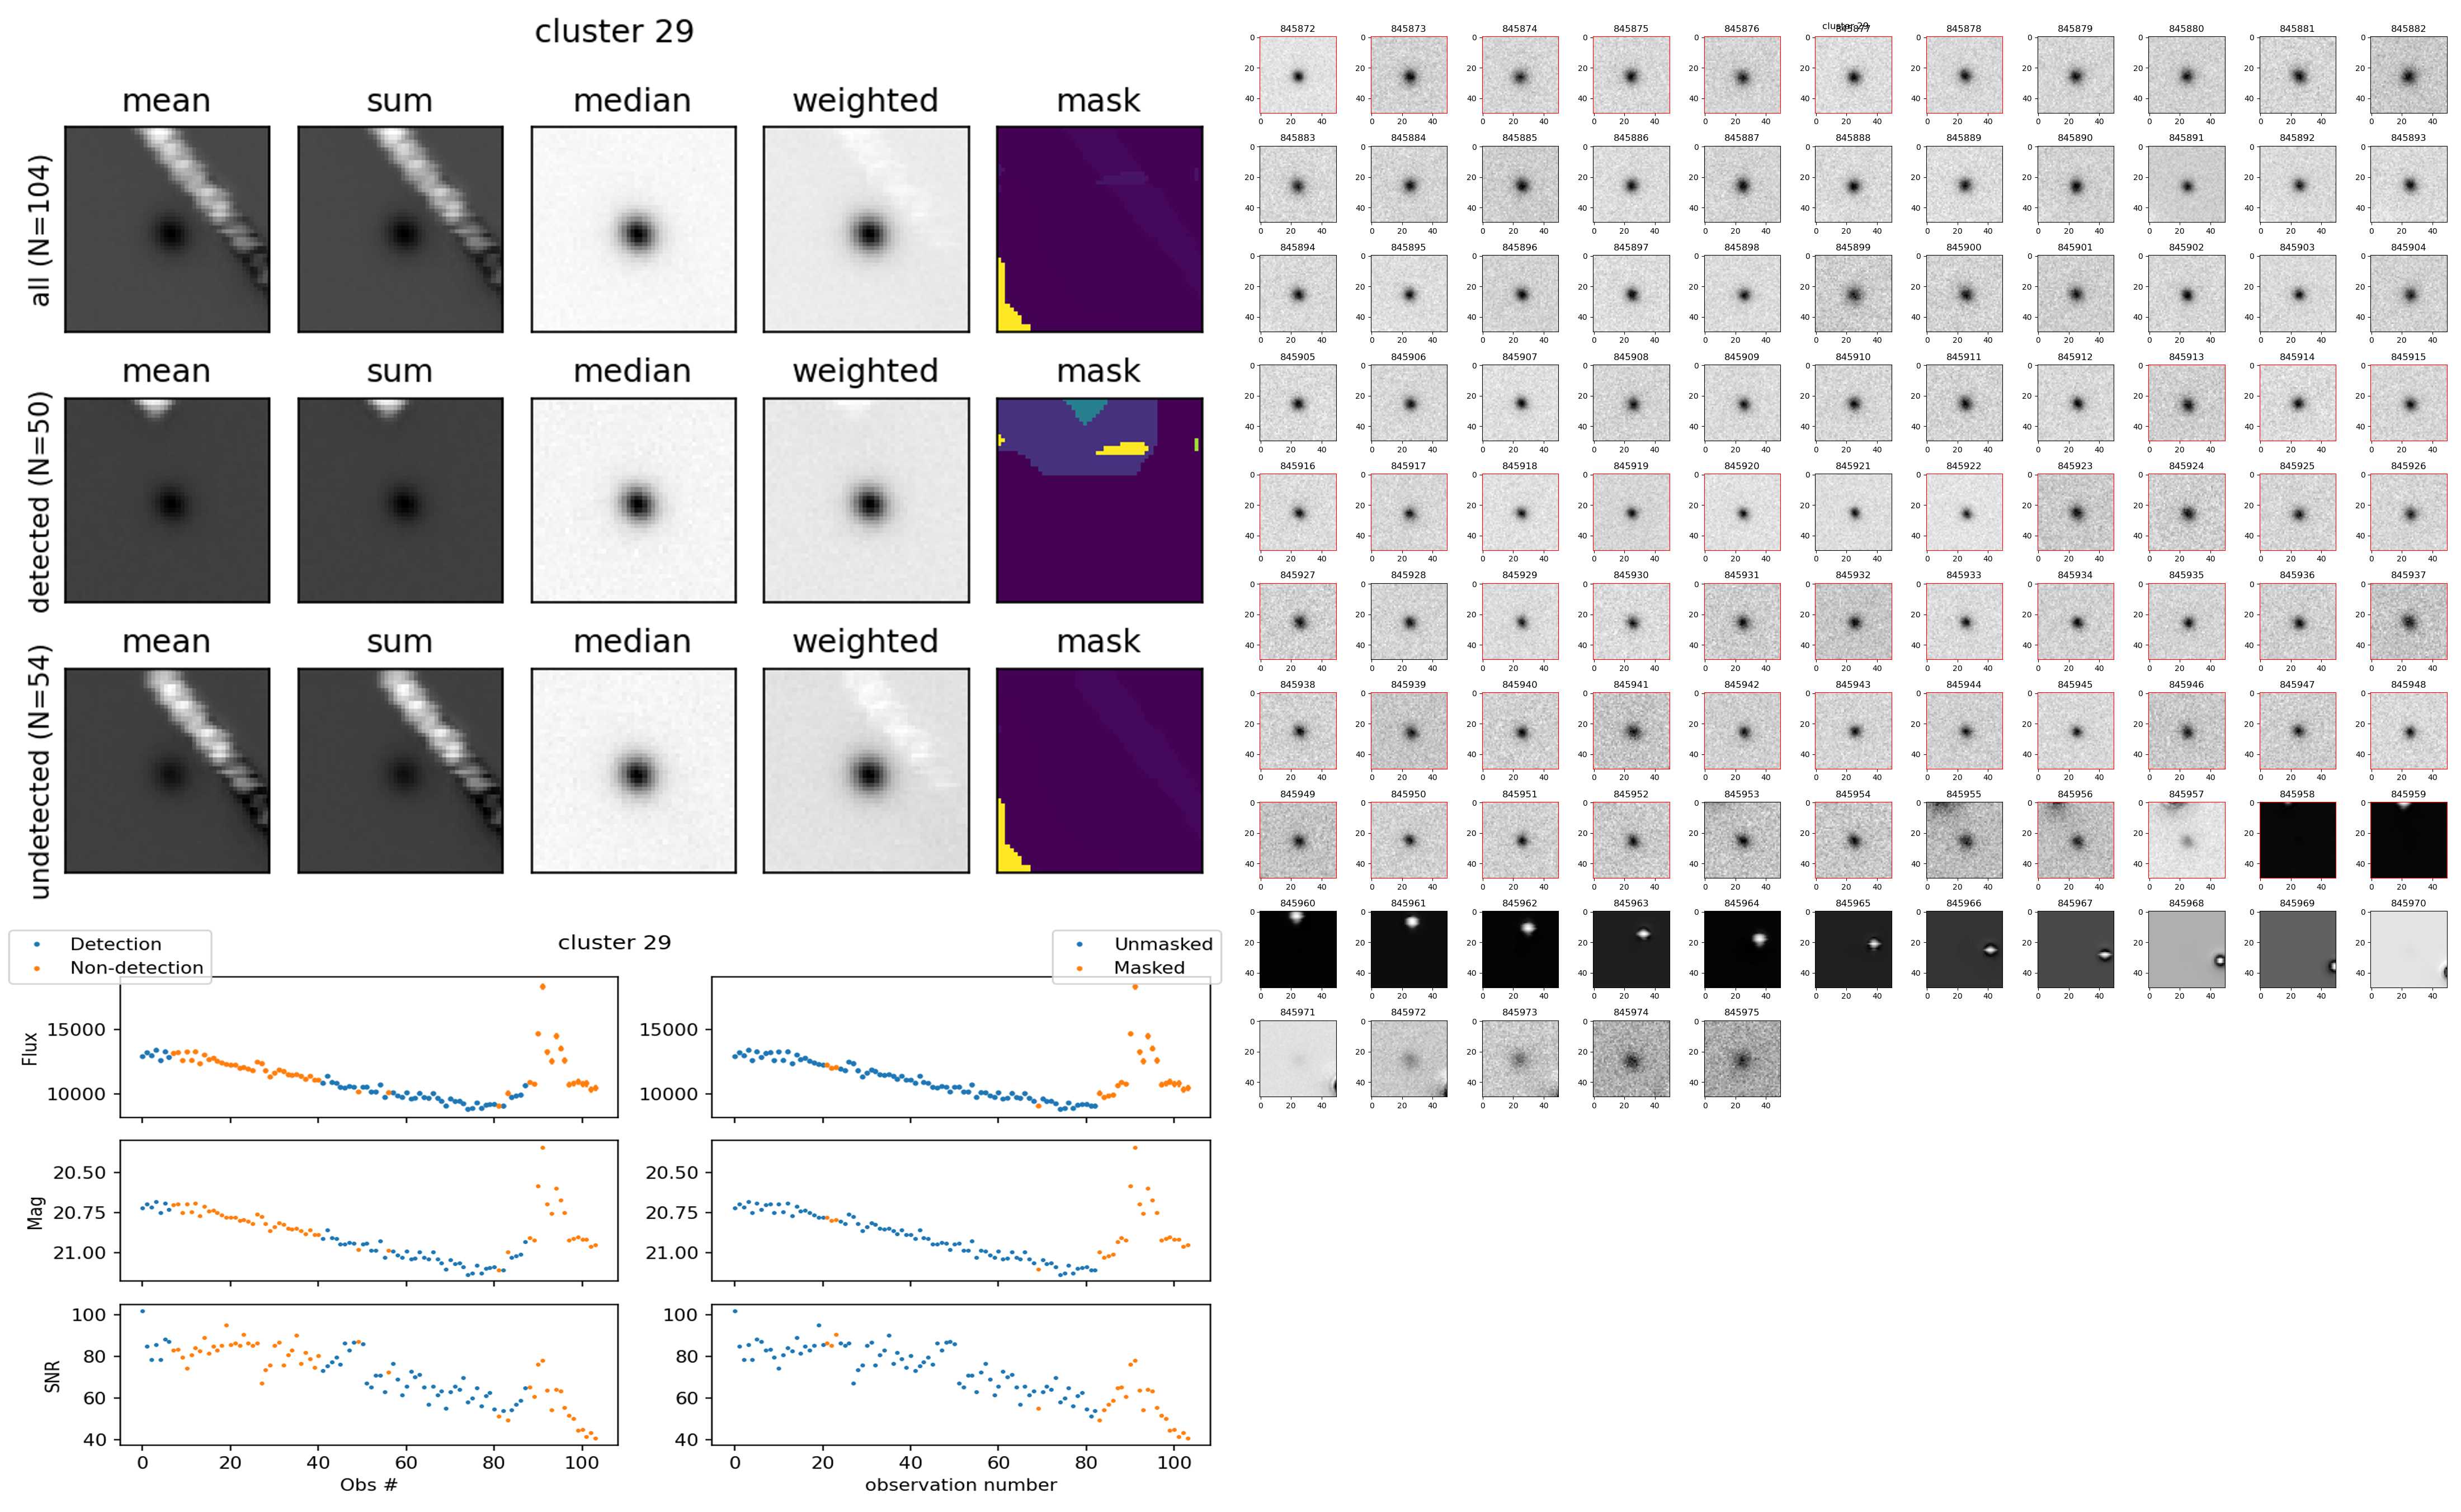 cluster 29
mean sum median weighted mask
all (N=104)
mean sum median weighted mask
detected (N=50)
mean sum median weighted mask
undetected (N=54)
Detection
Non-detection
cluster 29
Unmasked
Masked
Flux
15000
10000
15000
10000
Mag
20.50
20.75
21.00
20.50
20.75
21.00
SNR
100
80
60
40
100
80
60
40
0 20 40 60 80 100
0 20 40 60 80 100
Obs #
observation number
cluster 29
845872 845873 845874 845875 845876 845877 845878 845879 845880 845881 845882
845883 845884 845885 845886 845887 845888 845889 845890 845891 845892 845893
845894 845895 845896 845897 845898 845899 845900 845901 845902 845903 845904
845905 845906 845907 845908 845909 845910 845911 845912 845913 845914 845915
845916 845917 845918 845919 845920 845921 845922 845923 845924 845925 845926
845927 845928 845929 845930 845931 845932 845933 845934 845935 845936 845937
845938 845939 845940 845941 845942 845943 845944 845945 845946 845947 845948
845949 845950 845951 845952 845953 845954 845955 845956 845957 845958 845959
845960 845961 845962 845963 845964 845965 845966 845967 845968 845969 845970
845971 845972 845973 845974 845975